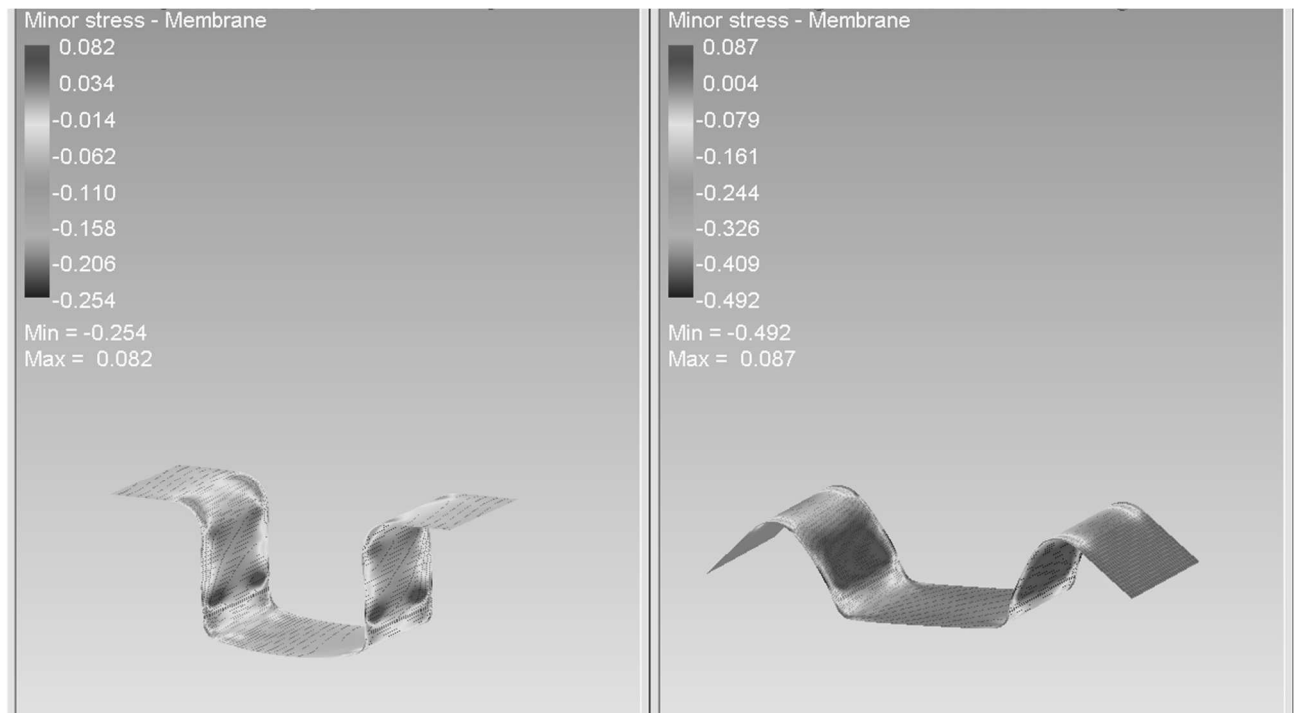 Minor stress - Membrane
0.082
0.034
-0.014
-0.062
-0.110
-0.158
-0.206
-0.254
Min = -0.254
Max = 0.082
Minor stress - Membrane
0.087
0.004
-0.079
-0.161
-0.244
-0.326
-0.409
-0.492
Min = -0.492
Max = 0.087